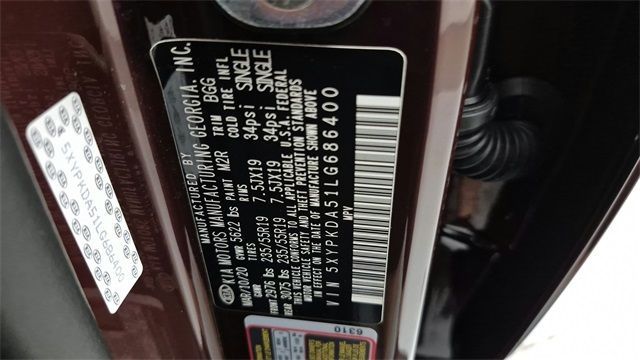 MANUFACTURED BY
KIA MOTORS MANUFACTURING GEORGIA, INC.
MAR/10/20 PAINT M2R TRIM BGG
GVWR 5622 lbs
TIRES RIMS COLD TIRE INFL
FRONT 2976 lbs 235/55R19 7.5JX19 34psi SINGLE
REAR 3075 lbs 235/55R19 7.5JX19 34psi SINGLE
THIS VEHICLE CONFORMS TO ALL APPLICABLE U.S.A. FEDERAL
MOTOR VEHICLE SAFETY AND THEFT PREVENTION STANDARDS
IN EFFECT ON THE DATE OF MANUFACTURE SHOWN ABOVE
VIN 5XYPKDA51LG686400
MPV
5XYPKDA51LG686400
6310